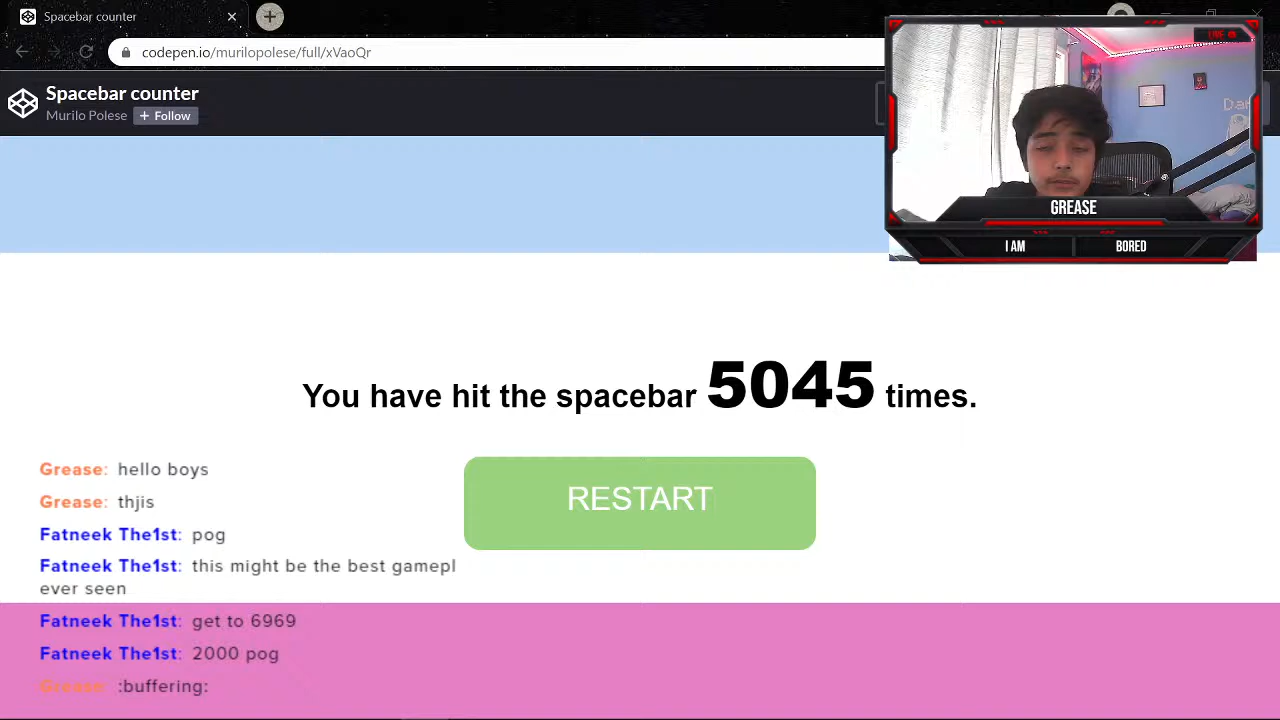 Spacebar counter
codepen.io/murilopolese/full/xVaoQr
Spacebar counter
Murilo Polese + Follow
LIVE
GREASE
I AM BORED
You have hit the spacebar 5045 times.
RESTART
Grease: hello boys
Grease: thjis
Fatneek The1st: pog
Fatneek The1st: this might be the best gamepl
ever seen
Fatneek The1st: get to 6969
Fatneek The1st: 2000 pog
Grease: :buffering: